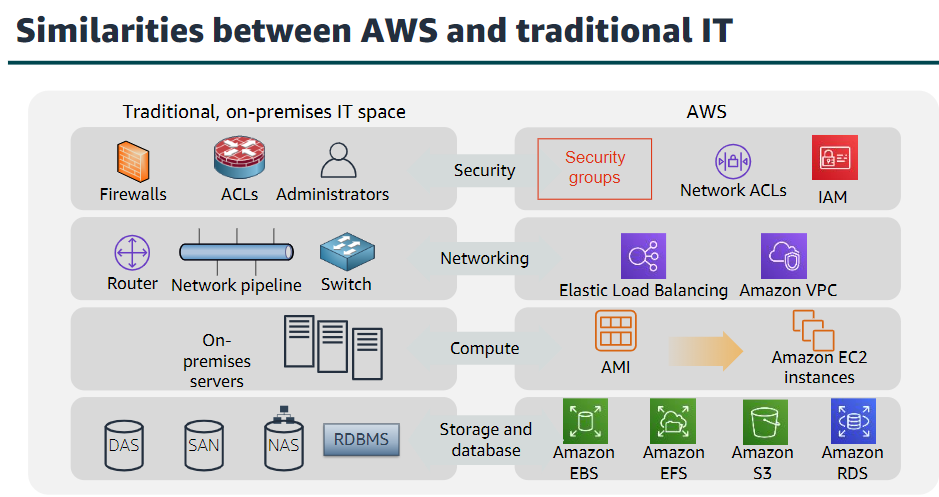 Similarities between AWS and traditional IT
Traditional, on-premises IT space
AWS
Firewalls
ACLs
Administrators
Security
Security
groups
Network ACLs
IAM
Router
Network pipeline
Switch
Networking
Elastic Load Balancing
Amazon VPC
On-
premises
servers
Compute
AMI
Amazon EC2
instances
DAS
SAN
NAS
RDBMS
Storage and
database
Amazon
EBS
Amazon
EFS
Amazon
S3
Amazon
RDS